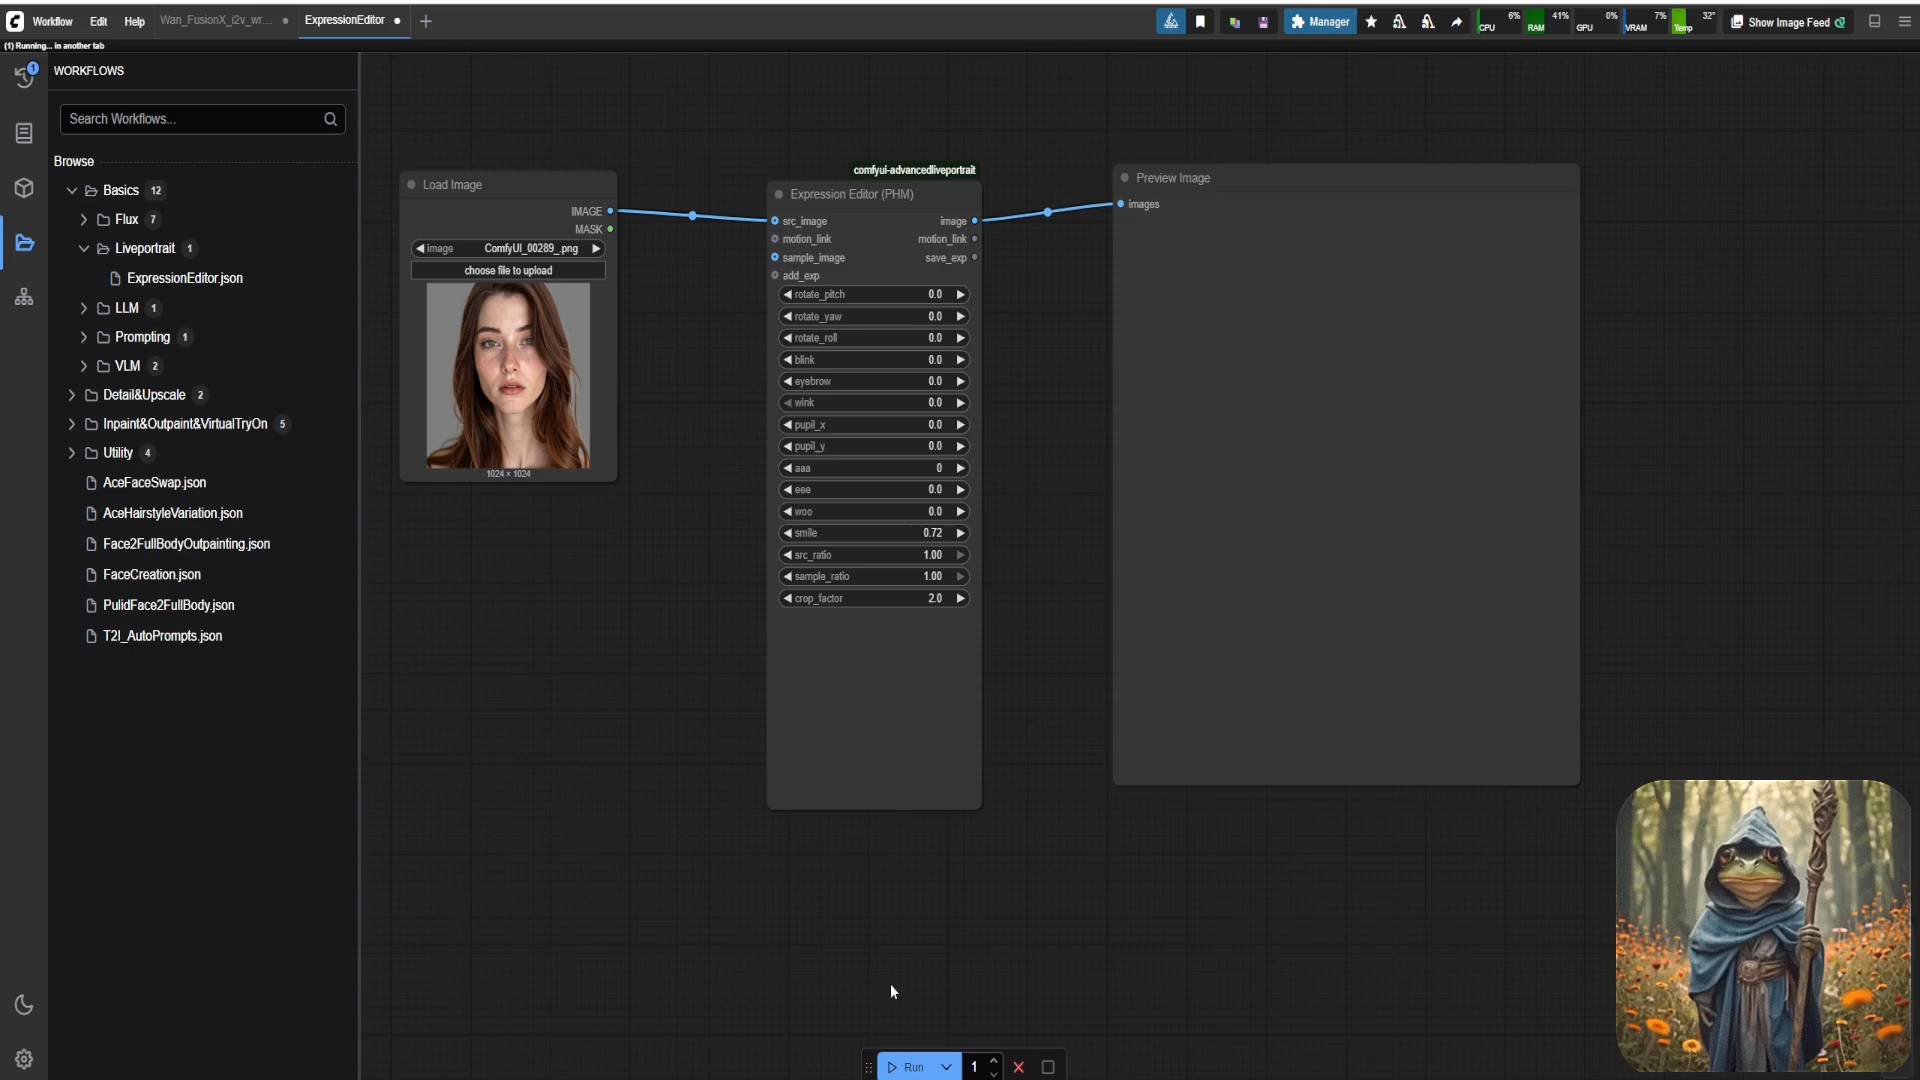 Workflow Edit Help Wan_FusionX_i2v_wr... ExpressionEditor
Manager CPU 6% RAM 41% GPU 0% VRAM 7% Temp 32° Show Image Feed
(1) Running... in another tab
1
WORKFLOWS
Search Workflows...
Browse
Basics 12
Flux 7
Liveportrait 1
ExpressionEditor.json
LLM 1
Prompting 1
VLM 2
Detail&Upscale 2
Inpaint&Outpaint&VirtualTryOn 5
Utility 4
AceFaceSwap.json
AceHairstyleVariation.json
Face2FullBodyOutpainting.json
FaceCreation.json
PulidFace2FullBody.json
T2I_AutoPrompts.json
Load Image
IMAGE
MASK
image ComfyUI_00289_.png
choose file to upload
1024 × 1024
comfyui-advancedliveportrait
Expression Editor (PHM)
src_image image
motion_link motion_link
sample_image save_exp
add_exp
rotate_pitch 0.0
rotate_yaw 0.0
rotate_roll 0.0
blink 0.0
eyebrow 0.0
wink 0.0
pupil_x 0.0
pupil_y 0.0
aaa 0
eee 0.0
woo 0.0
smile 0.72
src_ratio 1.00
sample_ratio 1.00
crop_factor 2.0
Preview Image
images
Run 1